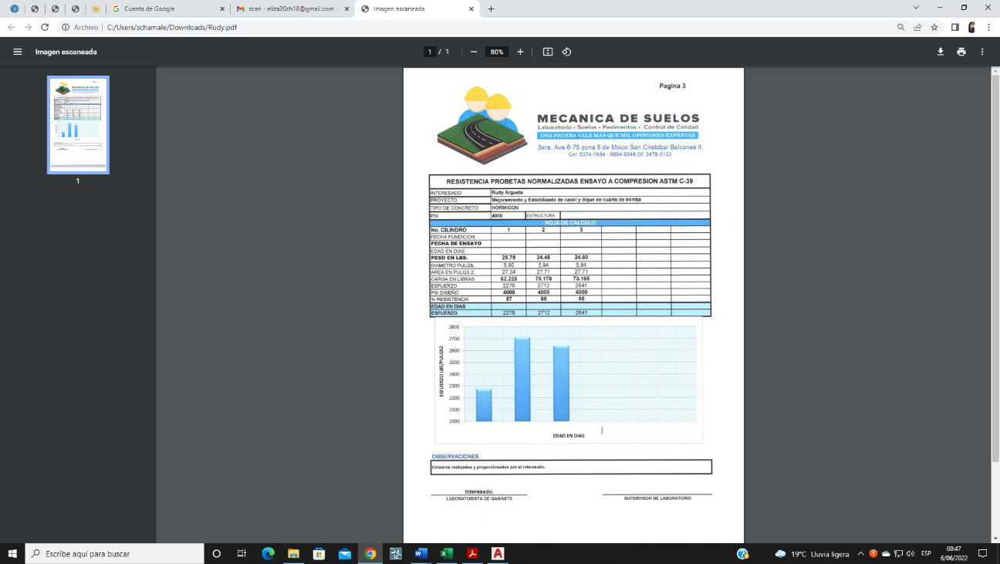 Cuenta de Google
scan - eliza20ch18@gmail.com -
Imagen escaneada
Archivo
C:/Users/schamale/Downloads/Rudy.pdf
Imagen escaneada
1 / 1
80%
1
Pagina 3
MECANICA DE SUELOS
Laboratorio • Suelos • Pavimentos • Control de Calidad
UNA PRUEBA VALE MAS QUE MIL OPINIONES EXPERTAS
3era. Ave 6-75 zona 8 de Mixco San Cristobal Balcones II.
Cel: 5374-1684 - 5694-9548 Of: 2478-3133
RESISTENCIA PROBETAS NORMALIZADAS ENSAYO A COMPRESION ASTM C-39
INTERESADO Rudy Argueta
PROYECTO Mejoramiento y Estabilizado de canal y dique en cuarto de bomba
TIPO DE CONCRETO HORMIGON
PSI 4000 ESTRUCTURA
HOJA DE CALCULO
No. CILINDRO 1 2 3
FECHA FUNDICION
FECHA DE ENSAYO
EDAD EN DIAS
PESO EN LBS. 25.78 24.45 24.60
DIAMETRO PULGS. 5.90 5.94 5.94
AREA EN PULGS 2. 27.34 27.71 27.71
CARGA EN LIBRAS 62.225 75.170 73.185
ESFUERZO 2276 2712 2641
PSI DISEÑO. 4000 4000 4000
% RESISTENCIA 57 68 66
EDAD EN DIAS
ESFUERZO 2276 2712 2641
ESFUERZO LBS/PULGS2
2800
2700
2600
2500
2400
2300
2200
2100
2000
EDAD EN DIAS
OBSERVACIONES
Cilindros realizados y proporcionados por el interesado.
Interesado.
LABORATORISTA DE GABINETE
SUPERVISOR DE LABORATORIO
Escribe aquí para buscar
19°C Lluvia ligera
ESP
08:47
6/06/2022